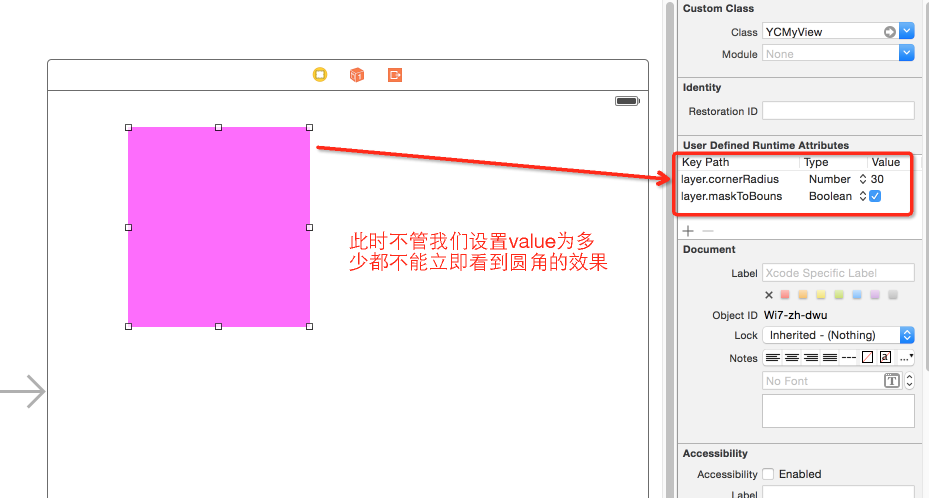 Custom Class
Class YCMyView
Module None
Identity
Restoration ID
User Defined Runtime Attributes
Key Path Type Value
layer.cornerRadius Number 30
layer.maskToBouns Boolean
此时不管我们设置value为多
少都不能立即看到圆角的效果
Document
Label Xcode Specific Label
Object ID Wi7-zh-dwu
Lock Inherited - (Nothing)
Notes
No Font
Accessibility
Accessibility Enabled
Label